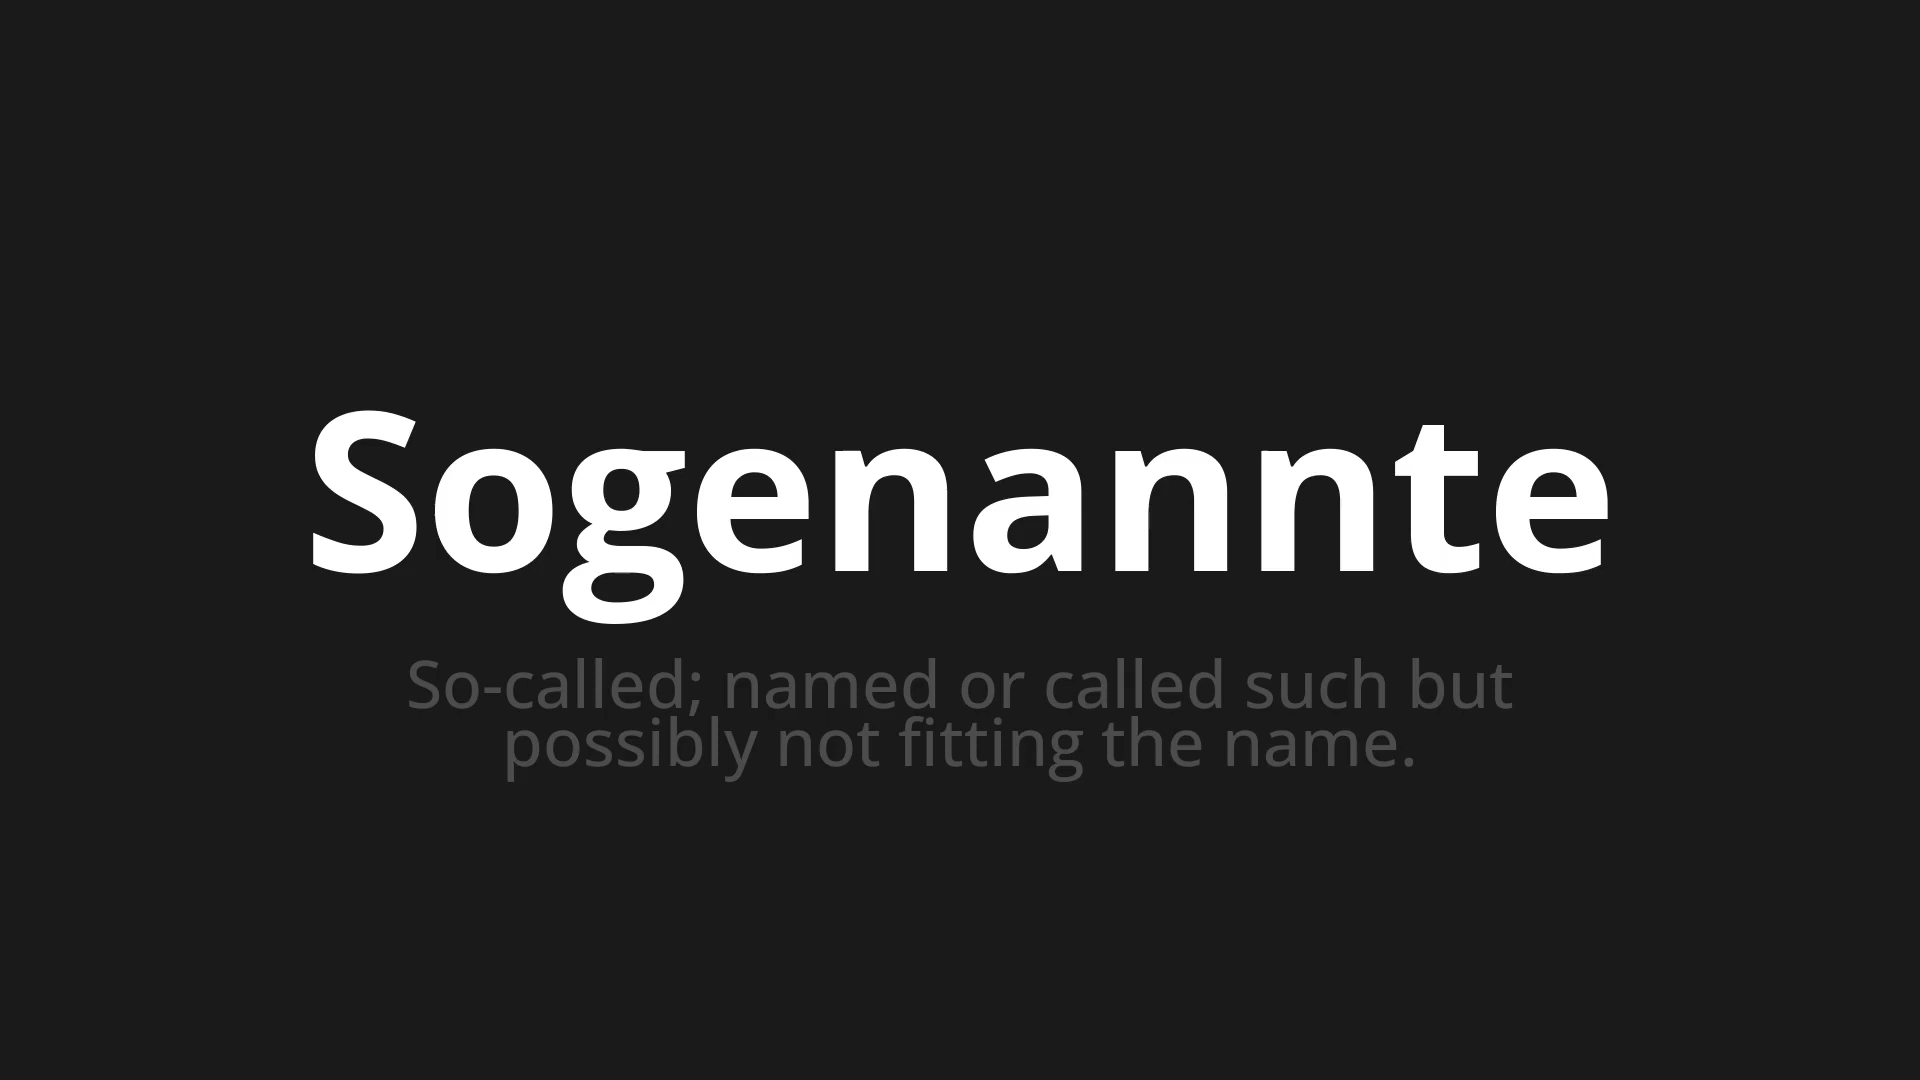 Sogenannte
So-called; named or called such but
possibly not fitting the name.